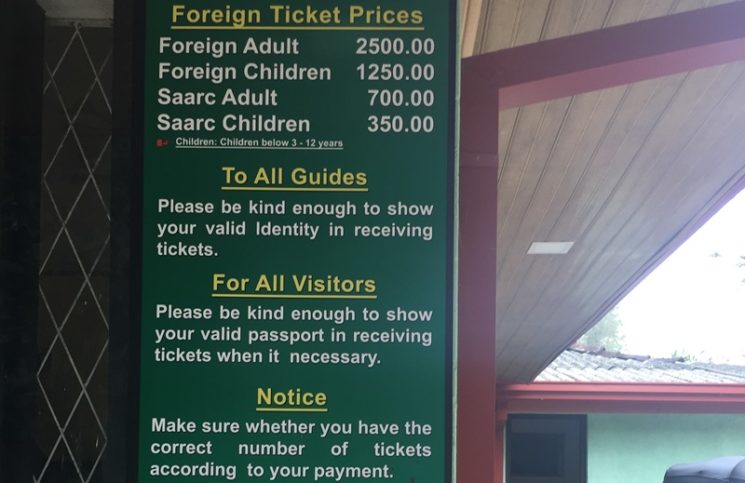 Foreign Ticket Prices
Foreign Adult 2500.00
Foreign Children 1250.00
Saarc Adult 700.00
Saarc Children 350.00
Children: Children below 3 - 12 years
To All Guides
Please be kind enough to show
your valid Identity in receiving
tickets.
For All Visitors
Please be kind enough to show
your valid passport in receiving
tickets when it necessary.
Notice
Make sure whether you have the
correct number of tickets
according to your payment.